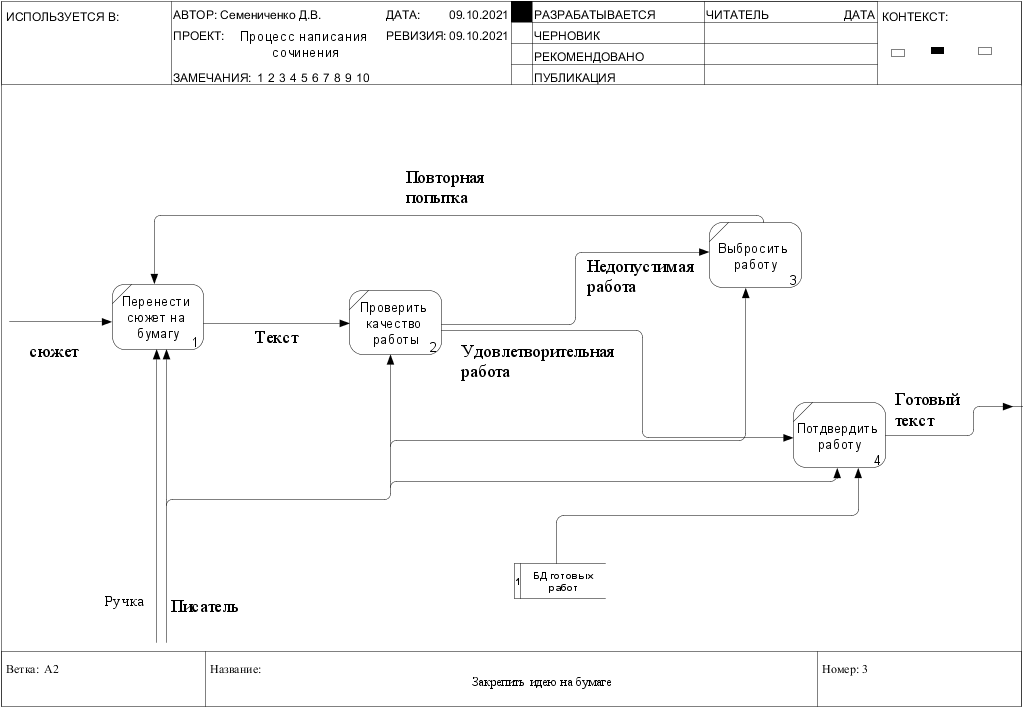 ИСПОЛЬЗУЕТСЯ В:
АВТОР: Семениченко Д.В.
ДАТА: 09.10.2021
РАЗРАБАТЫВАЕТСЯ
ЧИТАТЕЛЬ
ДАТА
КОНТЕКСТ:
ПРОЕКТ: Процесс написания
сочинения
РЕВИЗИЯ: 09.10.2021
ЧЕРНОВИК
РЕКОМЕНДОВАНО
ЗАМЕЧАНИЯ: 1 2 3 4 5 6 7 8 9 10
ПУБЛИКАЦИЯ
Повторная
попыпка
Выбросить
работу
3
Недопустимая
работа
Перенести
сюжет на
бумагу
1
Проверить
качество
работы
2
сюжет
Текст
Удовлетворительная
работа
Готовый
текст
Потдвердить
работу
4
1
БД готовых
работ
Ручка
Писатель
Ветка: A2
Название:
Закрепить идею на бумаге
Номер: 3